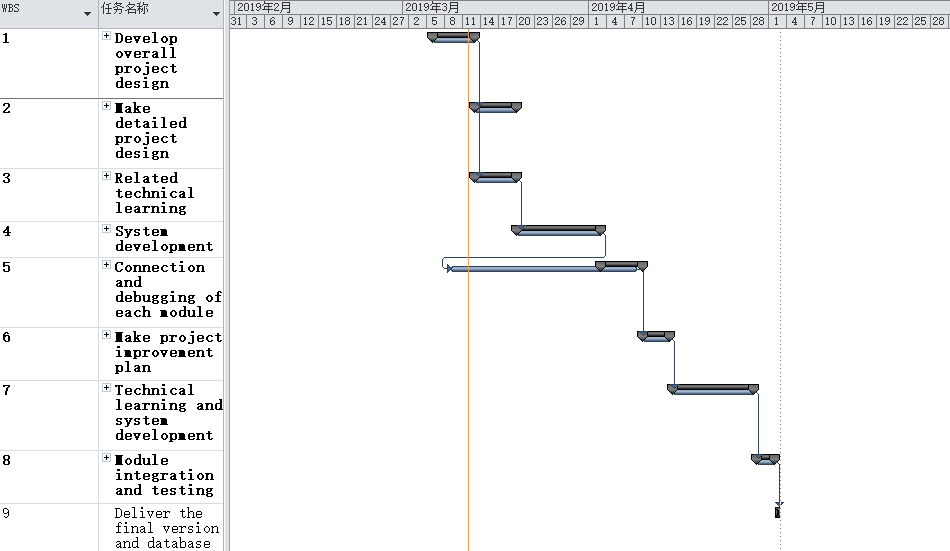 WBS 任务名称 2019年2月 2019年3月 2019年4月 2019年5月
31 3 6 9 12 15 18 21 24 27 2 5 8 11 14 17 20 23 26 29 1 4 7 10 13 16 19 22 25 28 1 4 7 10 13 16 19 22 25 28
1 Develop
overall
project
design
2 Make
detailed
project
design
3 Related
technical
learning
4 System
development
5 Connection
and
debugging of
each module
6 Make project
improvement
plan
7 Technical
learning and
system
development
8 Module
integration
and testing
9 Deliver the
final version
and database